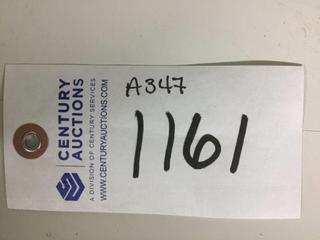 CENTURY
AUCTIONS
A DIVISION OF CENTURY SERVICES
WWW.CENTURYAUCTIONS.COM
A347
1161